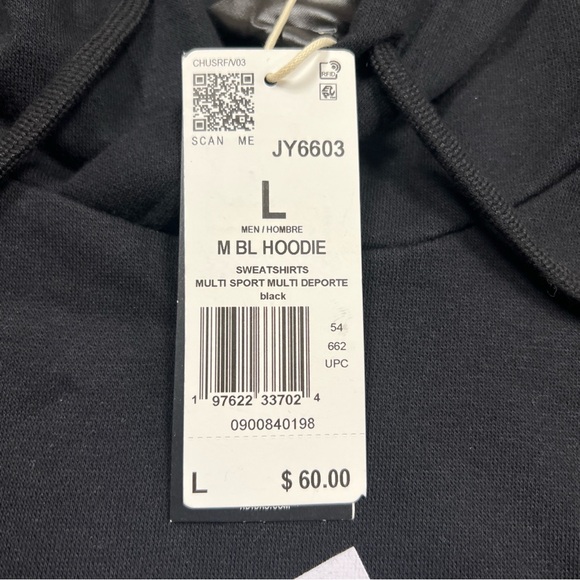 CHUSRF/V03
RFID
SCAN ME
JY6603
L
MEN / HOMBRE
M BL HOODIE
SWEATSHIRTS
MULTI SPORT MULTI DEPORTE
black
54
662
UPC
1 97622 33702 4
0900840198
L $ 60.00